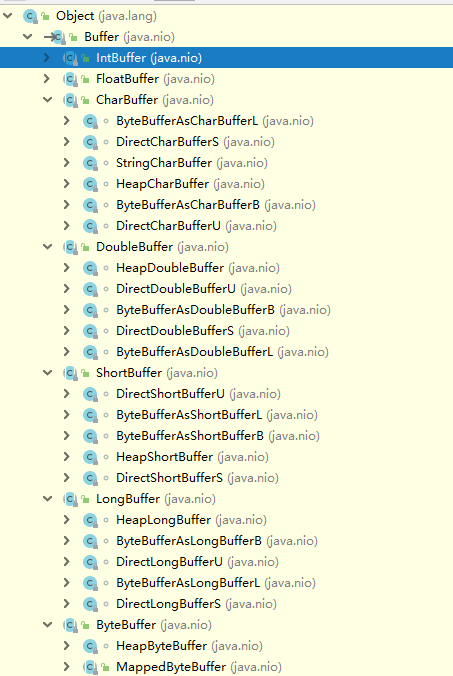 Object (java.lang)
Buffer (java.nio)
IntBuffer (java.nio)
FloatBuffer (java.nio)
CharBuffer (java.nio)
ByteBufferAsCharBufferL (java.nio)
DirectCharBufferS (java.nio)
StringCharBuffer (java.nio)
HeapCharBuffer (java.nio)
ByteBufferAsCharBufferB (java.nio)
DirectCharBufferU (java.nio)
DoubleBuffer (java.nio)
HeapDoubleBuffer (java.nio)
DirectDoubleBufferU (java.nio)
ByteBufferAsDoubleBufferB (java.nio)
DirectDoubleBufferS (java.nio)
ByteBufferAsDoubleBufferL (java.nio)
ShortBuffer (java.nio)
DirectShortBufferU (java.nio)
ByteBufferAsShortBufferL (java.nio)
ByteBufferAsShortBufferB (java.nio)
HeapShortBuffer (java.nio)
DirectShortBufferS (java.nio)
LongBuffer (java.nio)
HeapLongBuffer (java.nio)
ByteBufferAsLongBufferB (java.nio)
DirectLongBufferU (java.nio)
ByteBufferAsLongBufferL (java.nio)
DirectLongBufferS (java.nio)
ByteBuffer (java.nio)
HeapByteBuffer (java.nio)
MappedByteBuffer (java.nio)